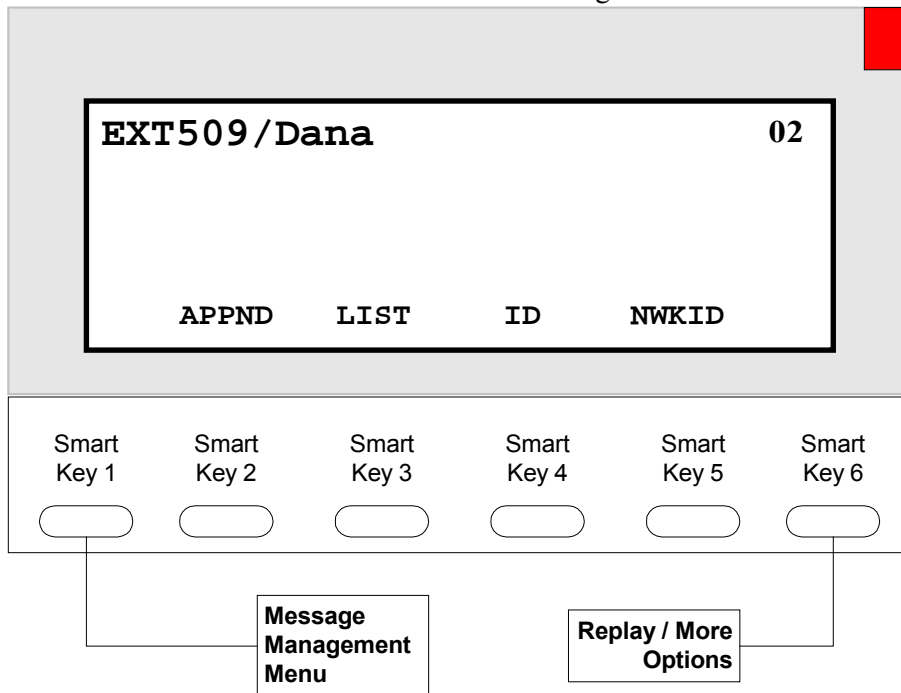 EXT509/Dana 02
APPND LIST ID NWKID
Smart Key 1 Smart Key 2 Smart Key 3 Smart Key 4 Smart Key 5 Smart Key 6
Message Management Menu
Replay / More Options